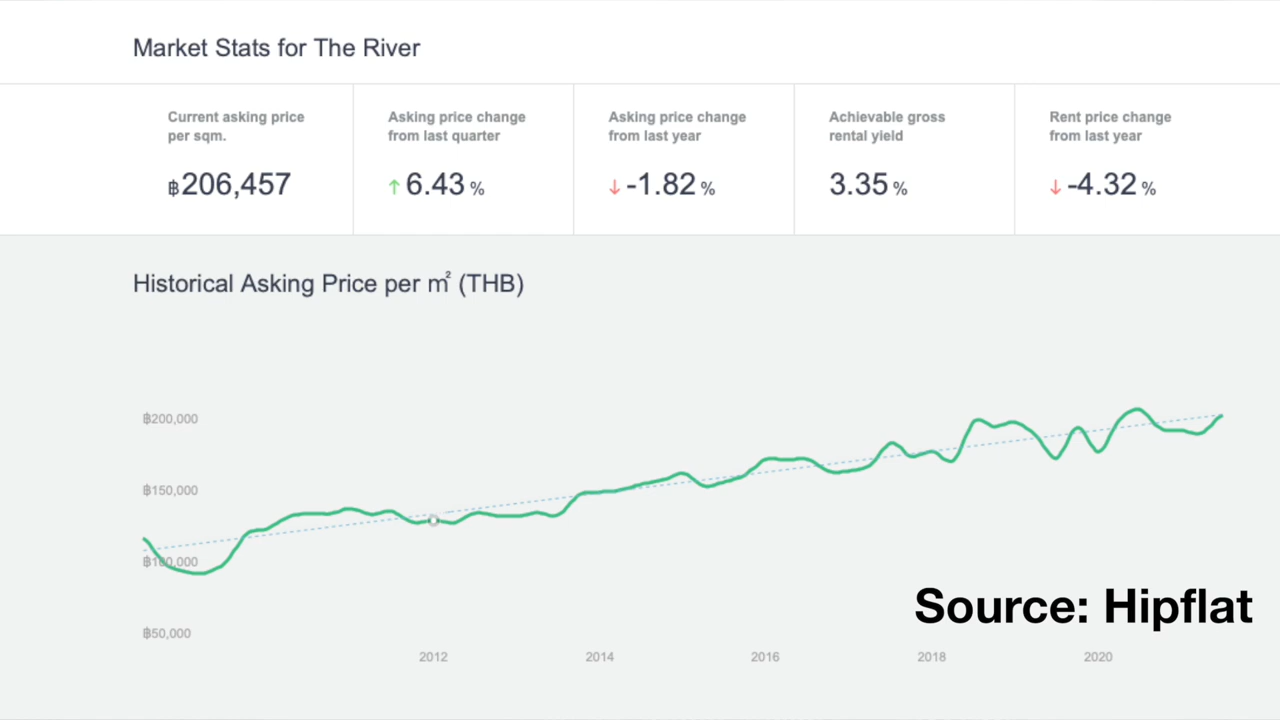 Market Stats for The River
Current asking price
per sqm.
฿206,457
Asking price change
from last quarter
↑ 6.43 %
Asking price change
from last year
↓ -1.82 %
Achievable gross
rental yield
3.35 %
Rent price change
from last year
↓ -4.32 %
Historical Asking Price per m² (THB)
฿200,000
฿150,000
฿100,000
฿50,000
Source: Hipflat
2012 2014 2016 2018 2020